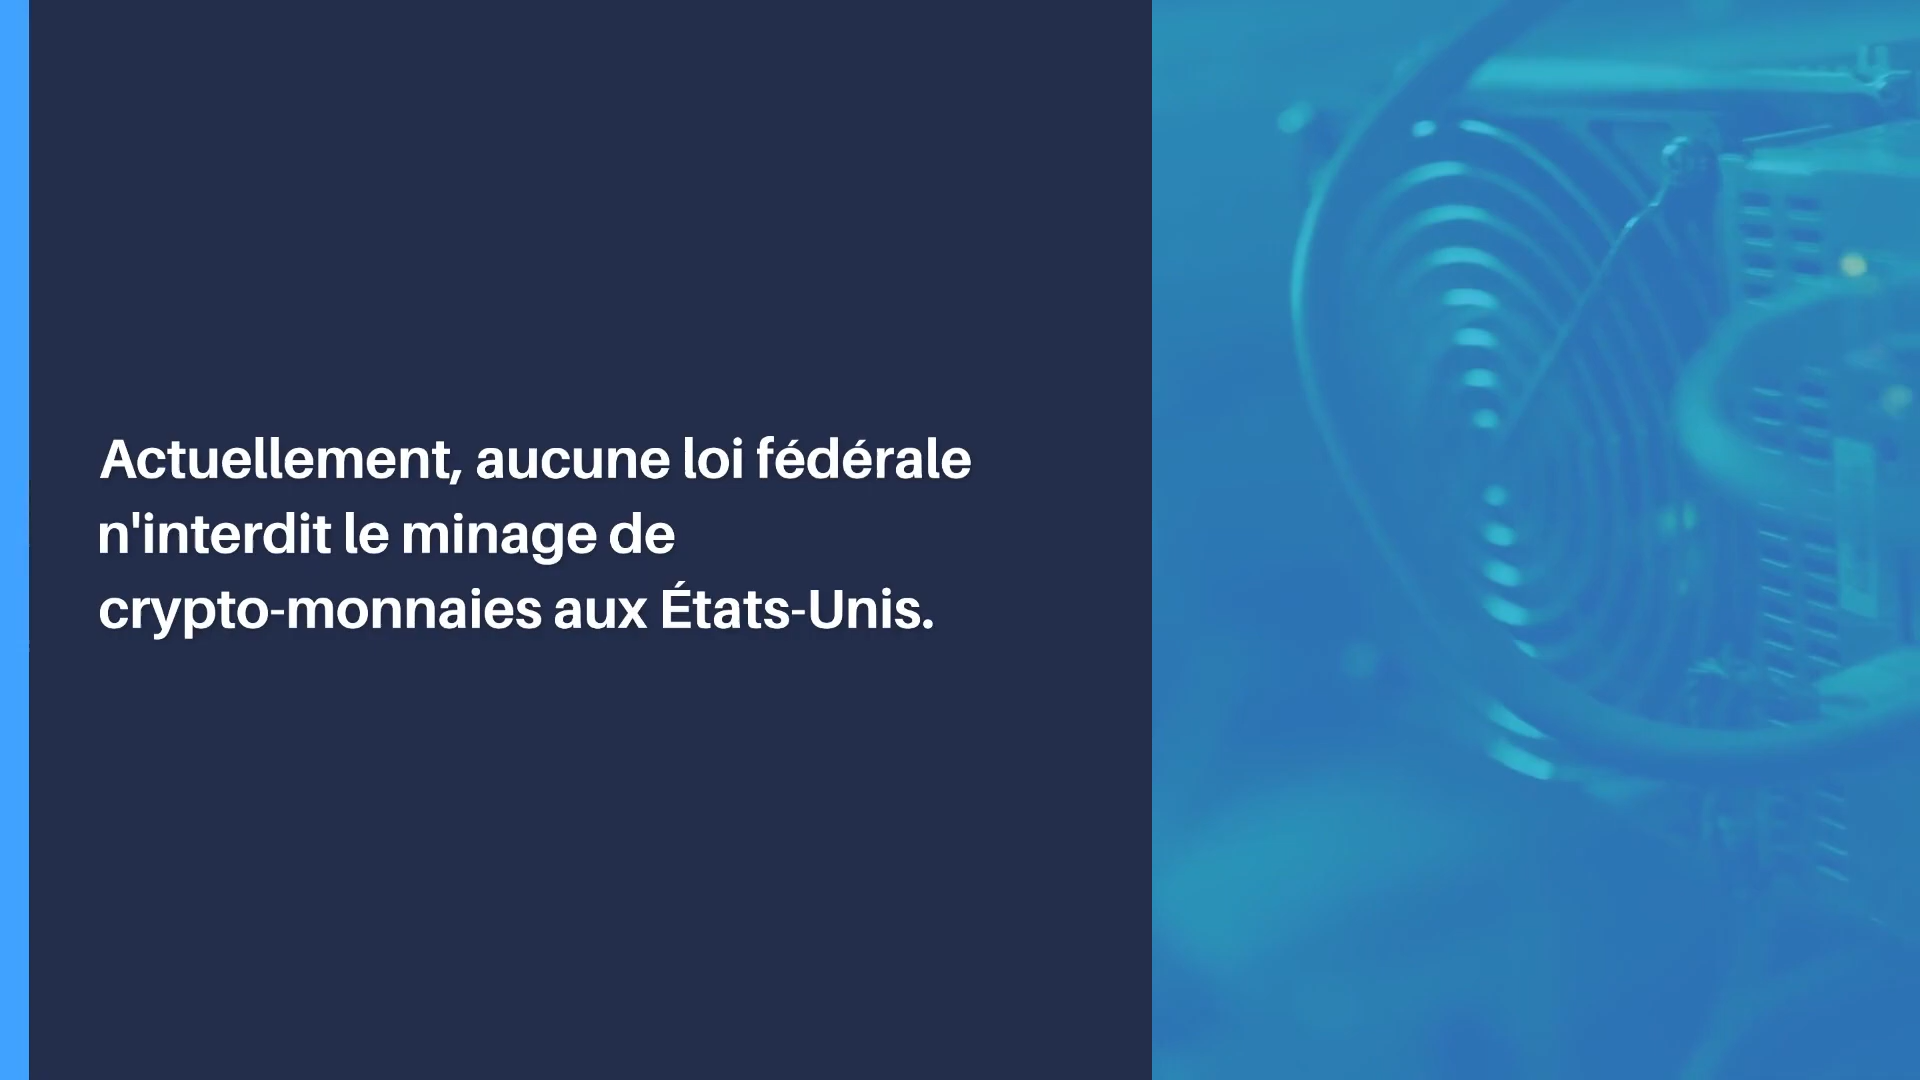 Actuellement, aucune loi fédérale
n'interdit le minage de
crypto-monnaies aux États-Unis.